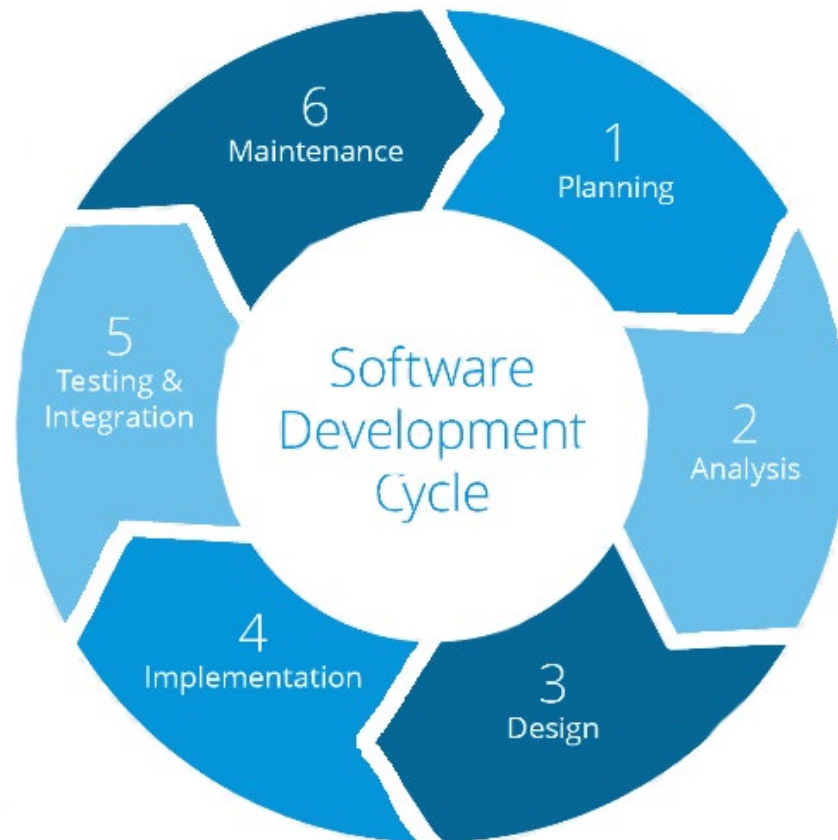 Software
Development
Cycle
1
Planning
2
Analysis
3
Design
4
Implementation
5
Testing &
Integration
6
Maintenance